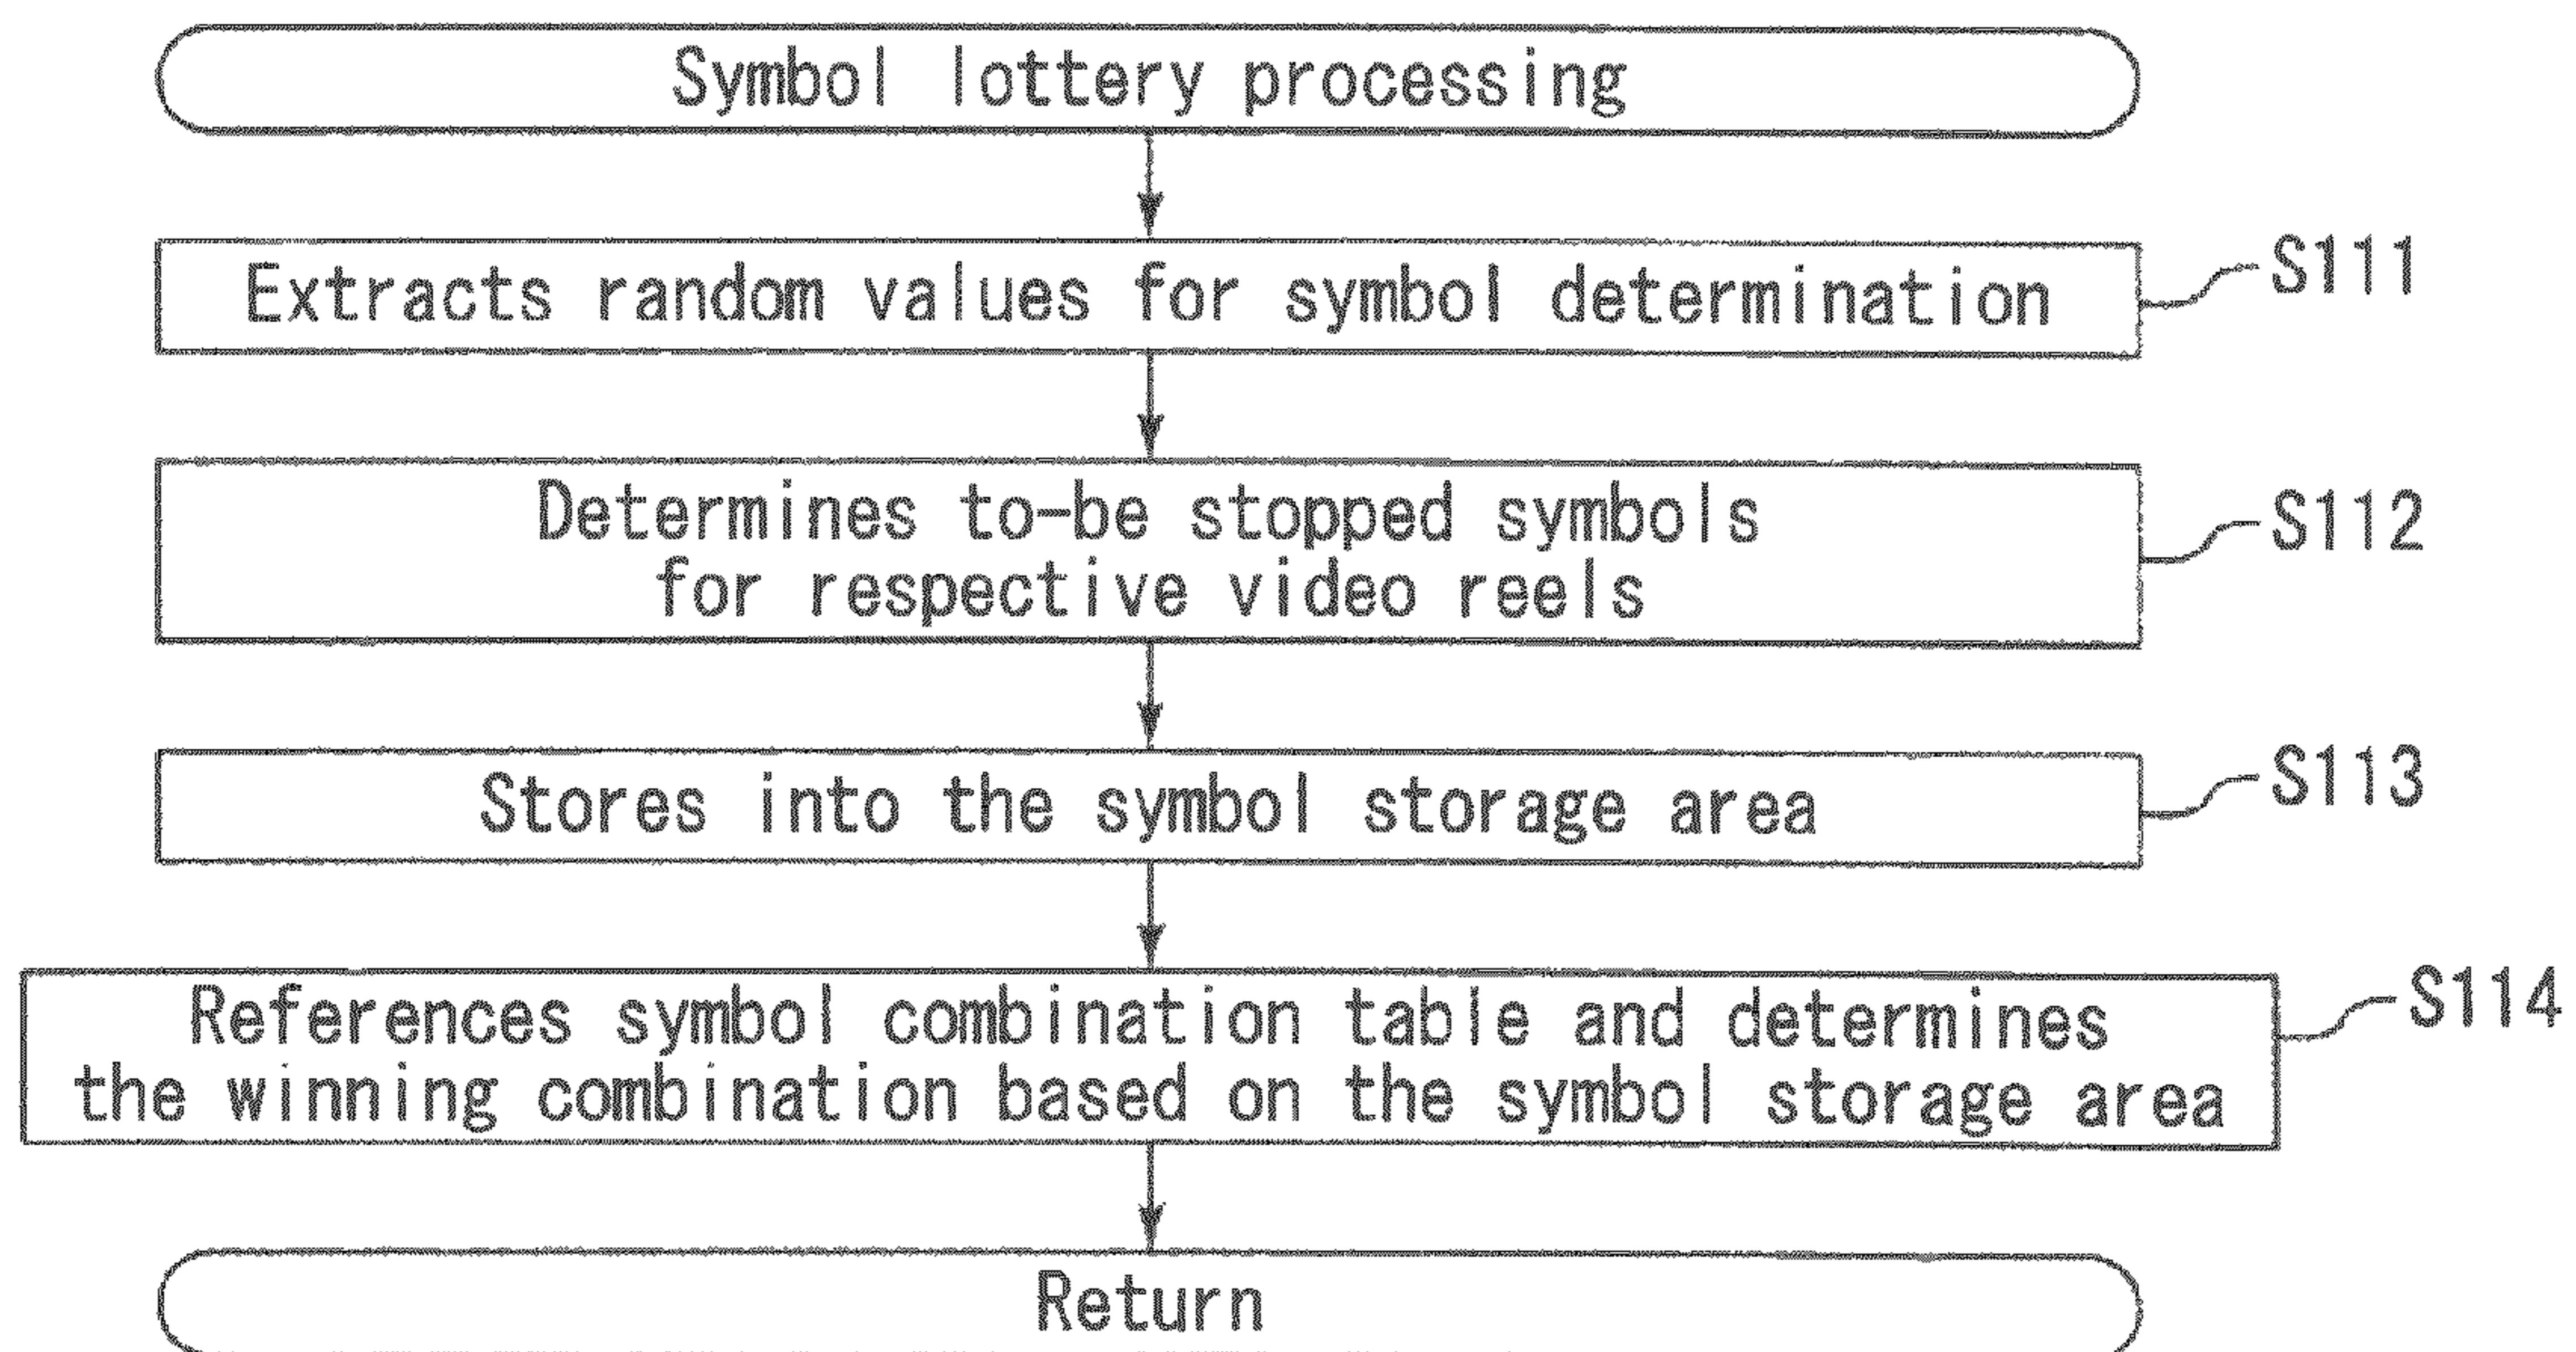 Symbol lottery processing
Extracts random values for symbol determination
S111
Determines to-be stopped symbols
for respective video reels
S112
Stores into the symbol storage area
S113
References symbol combination table and determines
the winning combination based on the symbol storage area
S114
Return